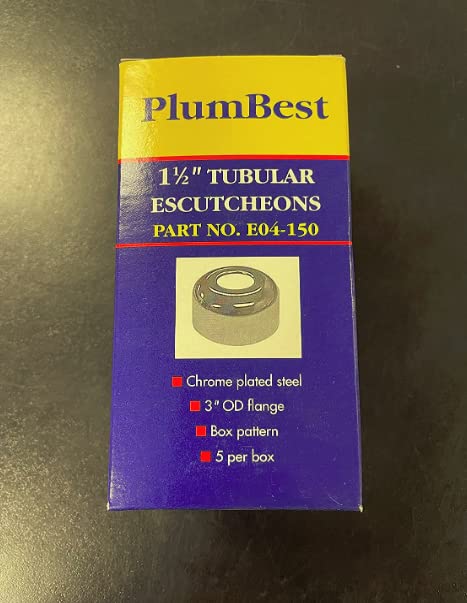 PlumBest
1½" TUBULAR
ESCUTCHEONS
PART NO. E04-150
Chrome plated steel
3" OD flange
Box pattern
5 per box